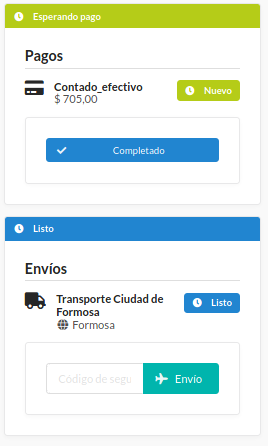 Esperando pago
Pagos
Contado_efectivo
$ 705,00
Nuevo
Completado
Listo
Envíos
Transporte Ciudad de
Formosa
Listo
Formosa
Código de segu
Envío